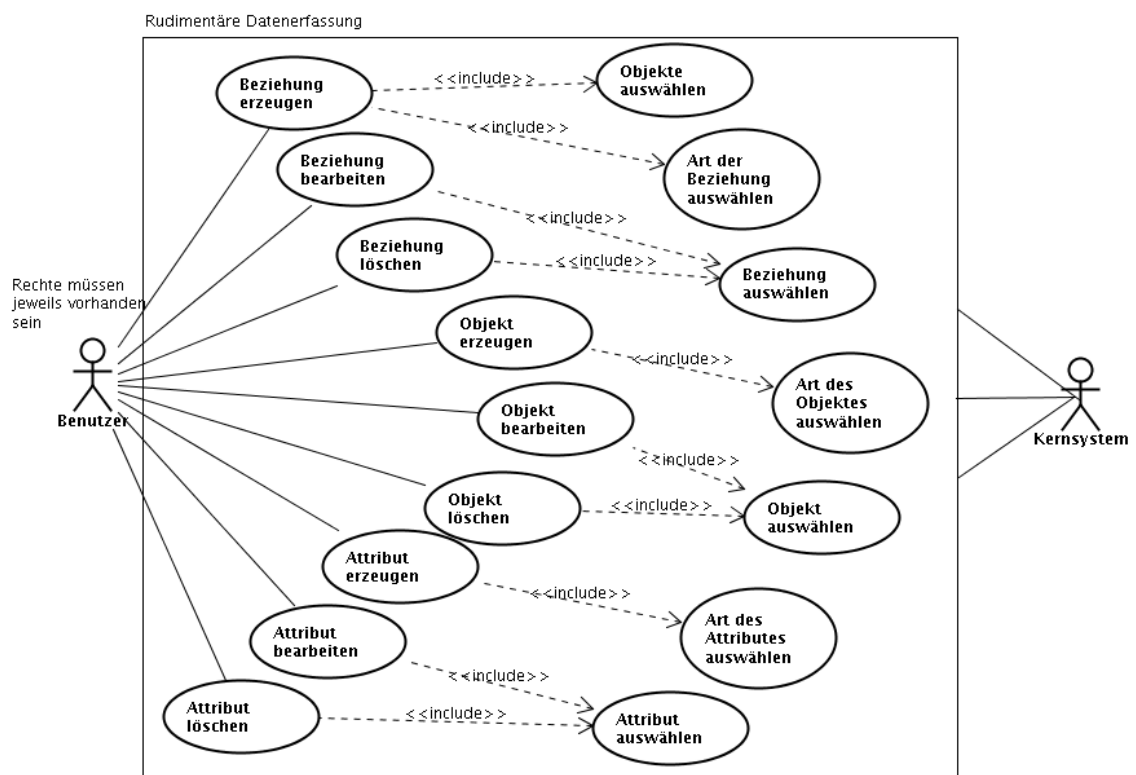 Rudimentäre Datenerfassung
Beziehung
erzeugen
<<include>>
Objekte
auswählen
<<include>>
Beziehung
bearbeiten
Art der
Beziehung
auswählen
<<include>>
Beziehung
löschen
<<include>>
Beziehung
auswählen
Rechte müssen
jeweils vorhanden
sein
Objekt
erzeugen
<<include>>
Art des
Objektes
auswählen
Benutzer
Objekt
bearbeiten
Kernsystem
<<include>>
Objekt
löschen
<<include>>
Objekt
auswählen
Attribut
erzeugen
<<include>>
Art des
Attributes
auswählen
Attribut
bearbeiten
<<include>>
Attribut
löschen
<<include>>
Attribut
auswählen